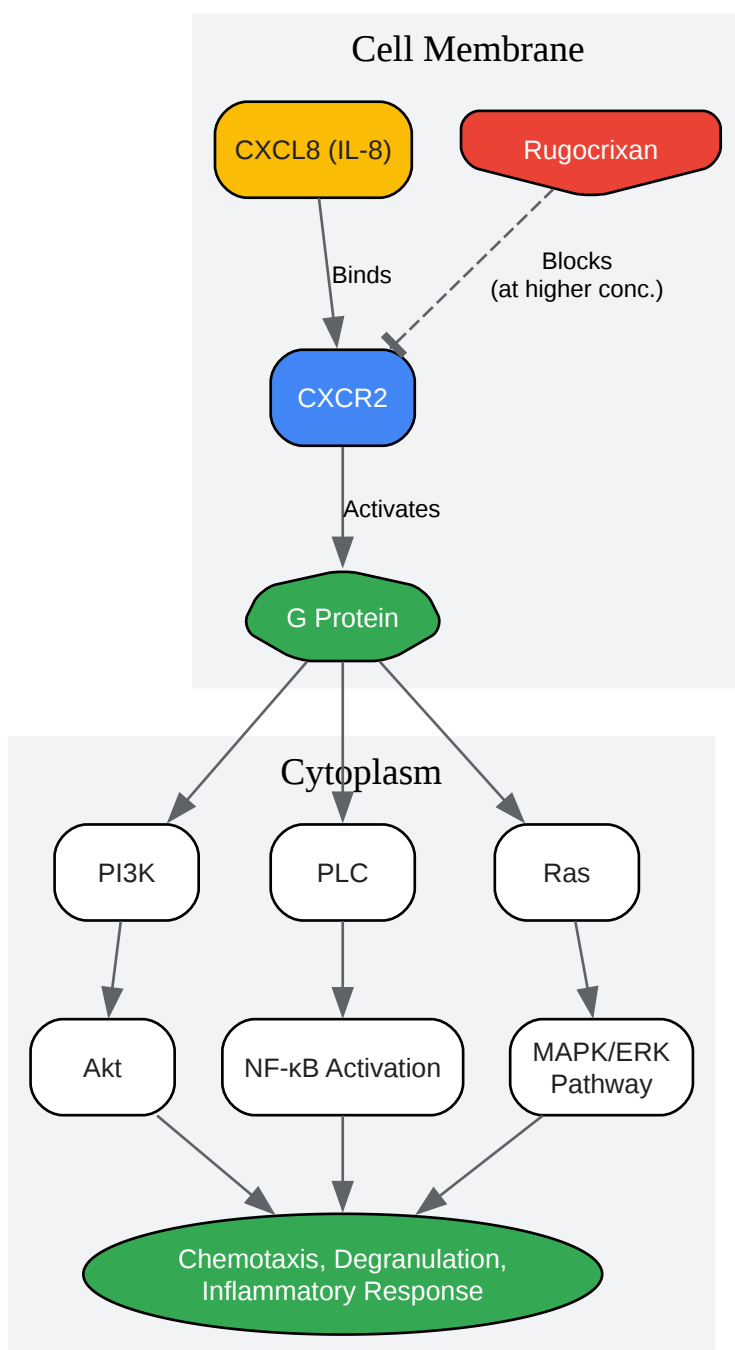 Cell Membrane
CXCL8 (IL-8)
Rugocrixan
Binds
Blocks
(at higher conc.)
CXCR2
Activates
G Protein
Cytoplasm
PI3K
PLC
Ras
Akt
NF-κB Activation
MAPK/ERK
Pathway
Chemotaxis, Degranulation,
Inflammatory Response